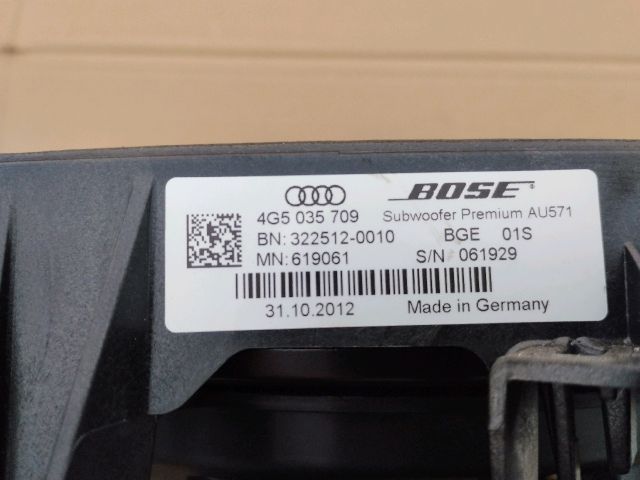 BOSE®
4G5 035 709 Subwoofer Premium AU571
BN: 322512-0010 BGE 01S
MN: 619061 S/N 061929
31.10.2012 Made in Germany